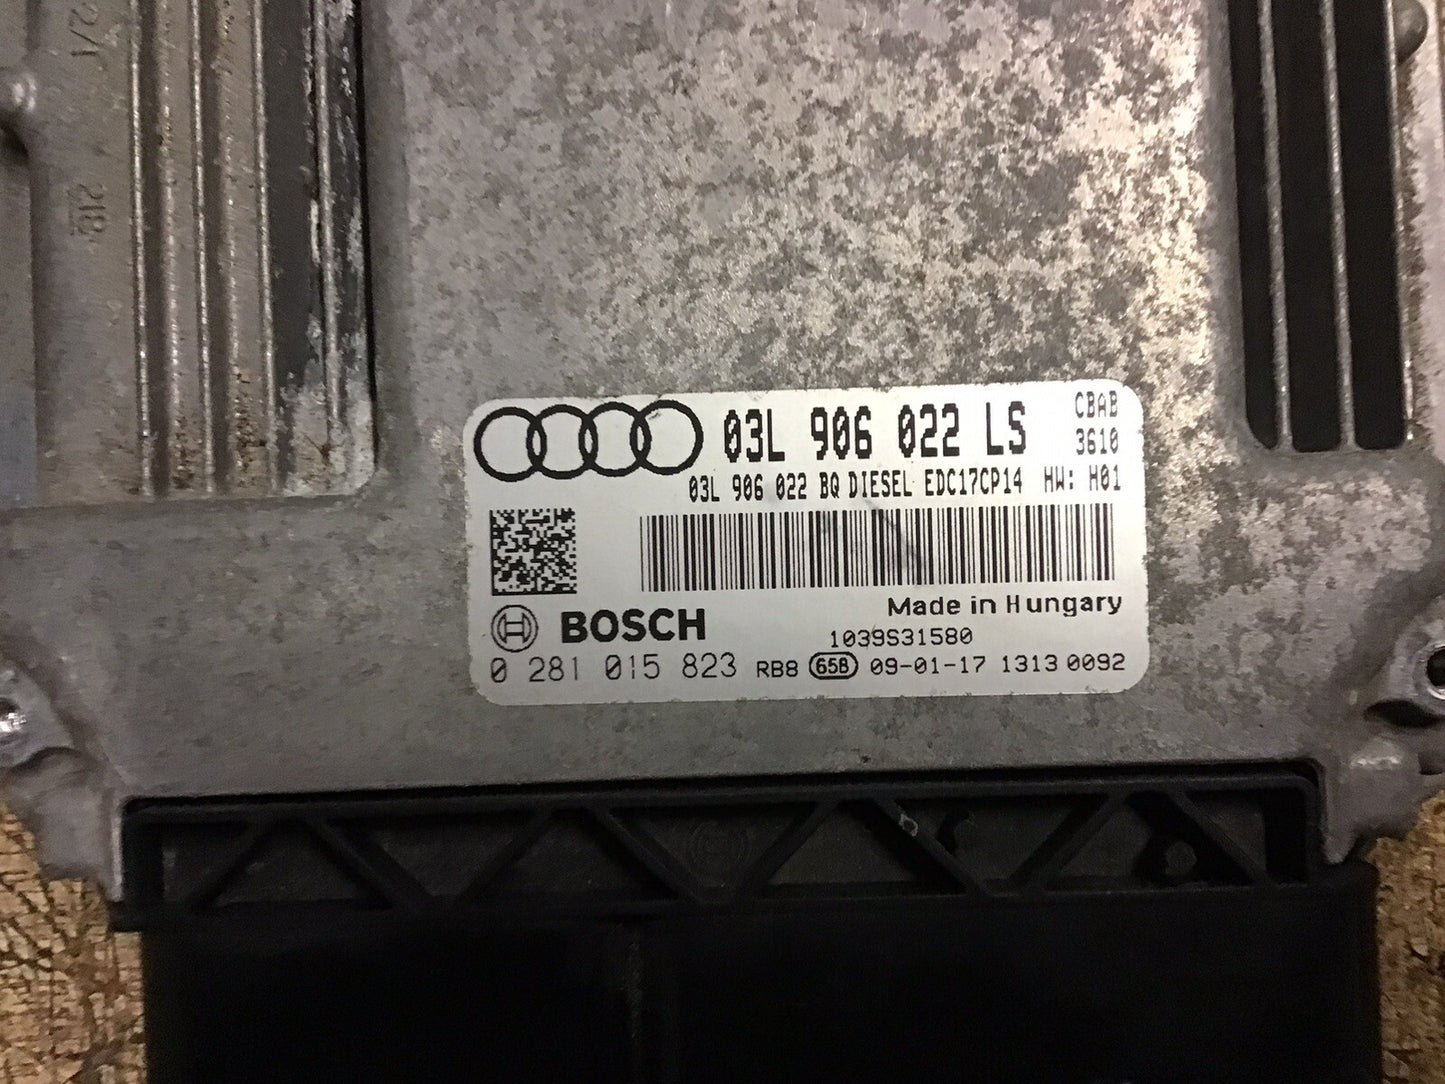 218
03L 906 022 LS CBAB
3610
03L 906 022 BQ DIESEL EDC17CP14 HW: H01
Made in Hungary
BOSCH
1039S31580
0 281 015 823 RB8 65B 09-01-17 1313 0092